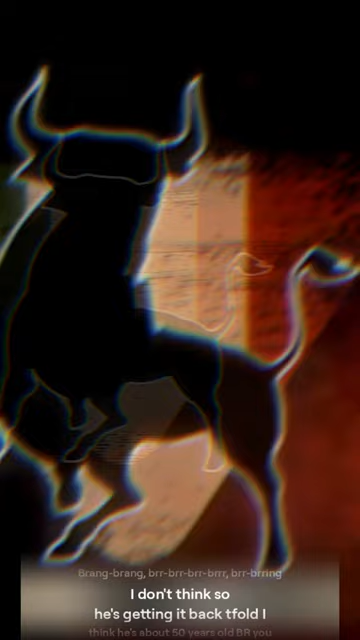 Brang-brang, brr-brr-brr-brrr, brr-brring
I don't think so
he's getting it back tfold I
think he's about 50 years old BR you